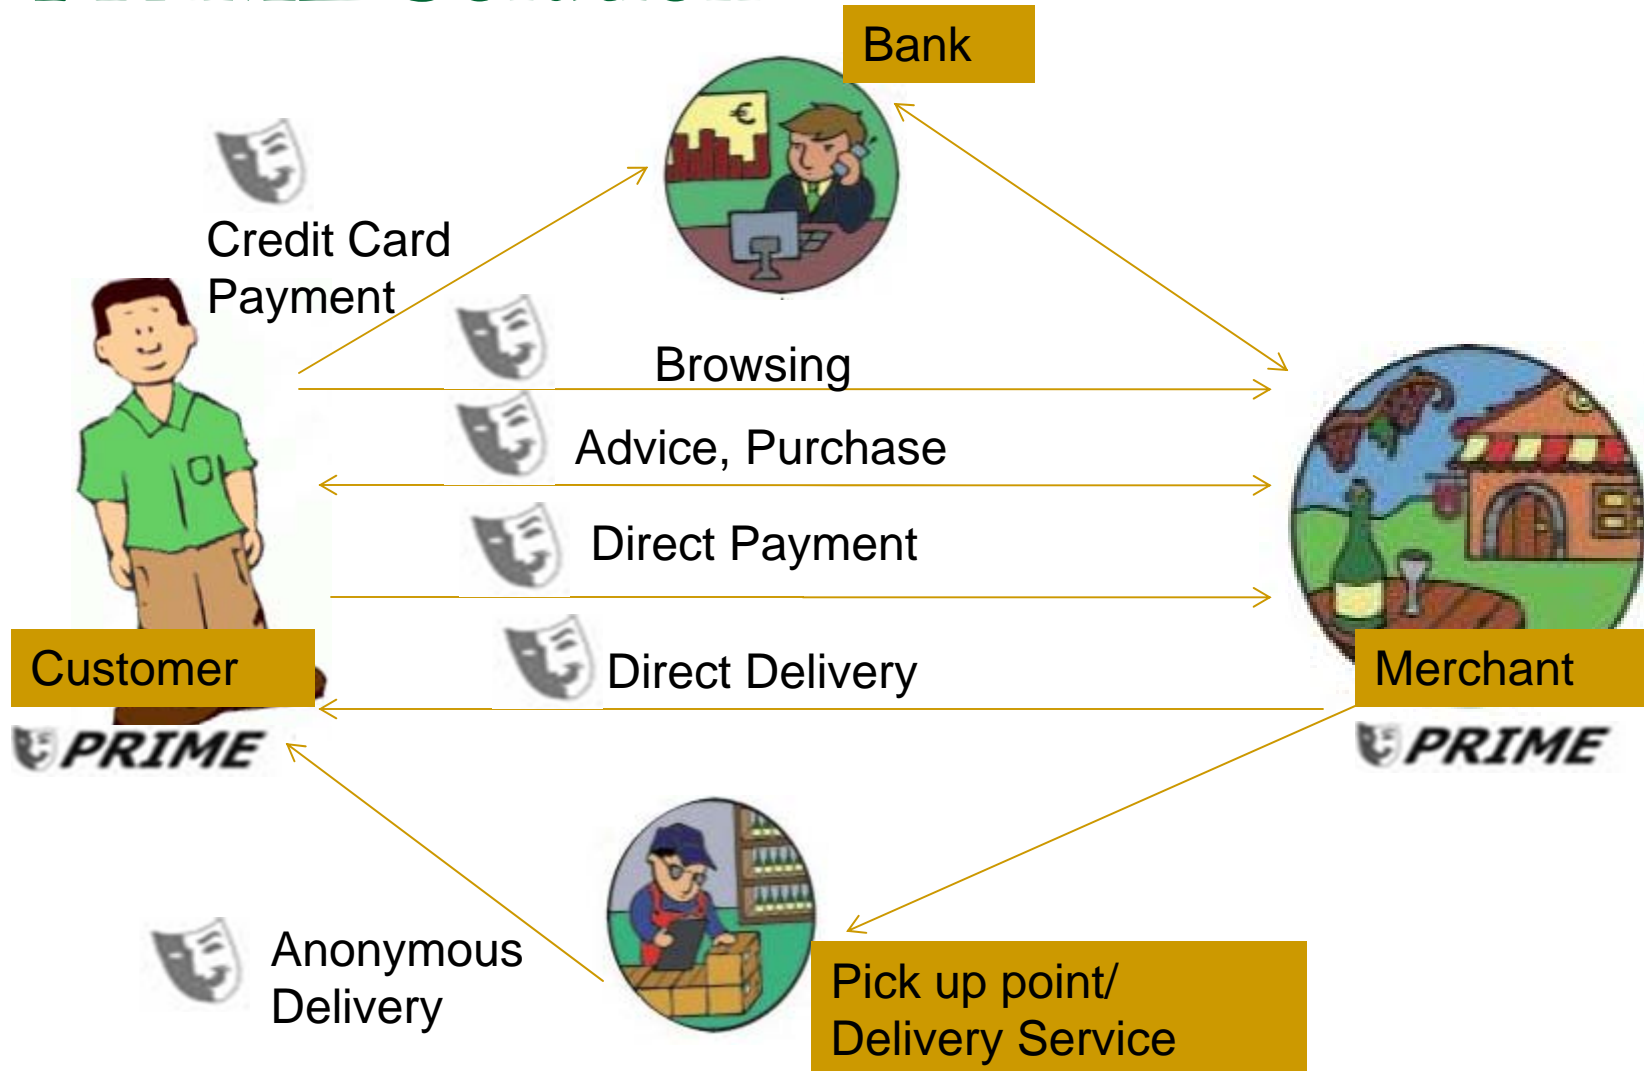 Bank
Credit Card
Payment
€
Browsing
Advice, Purchase
Direct Payment
Direct Delivery
Customer
Merchant
PRIME
PRIME
Anonymous
Delivery
Pick up point/
Delivery Service